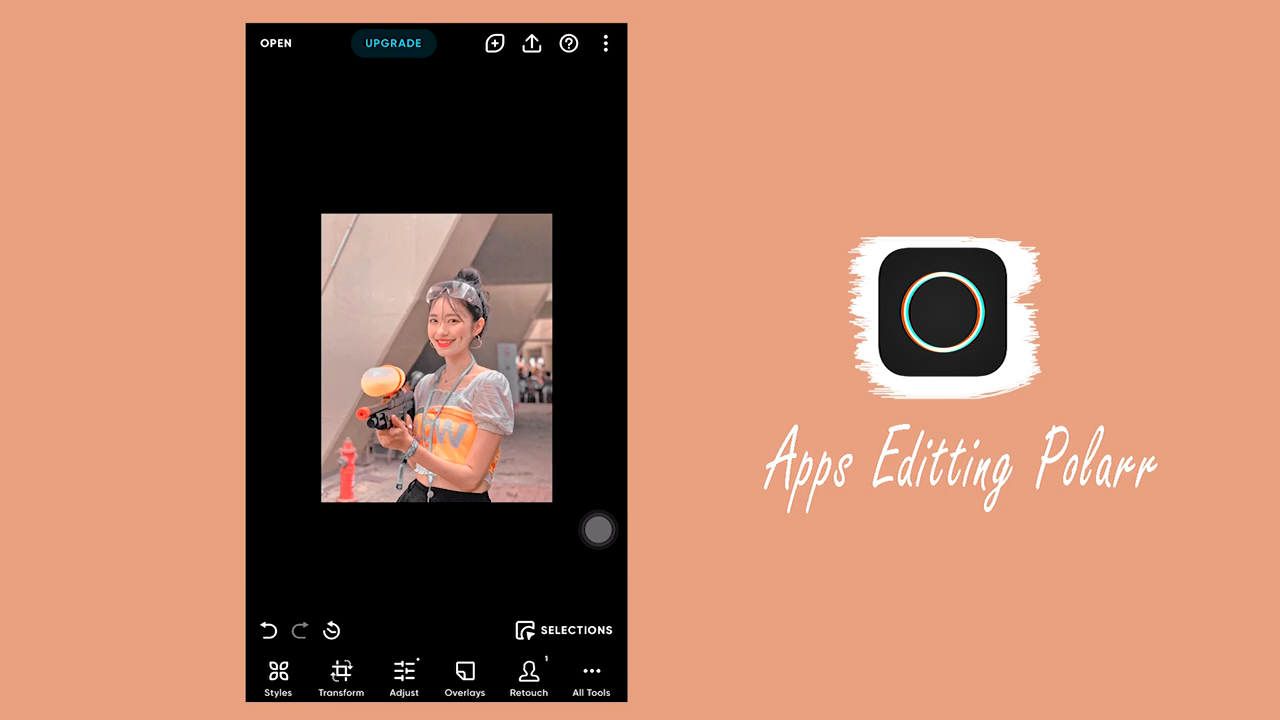 OPEN
UPGRADE
1
SELECTIONS
Styles
Transform
Adjust
Overlays
Retouch
All Tools
Apps Editting Polarr